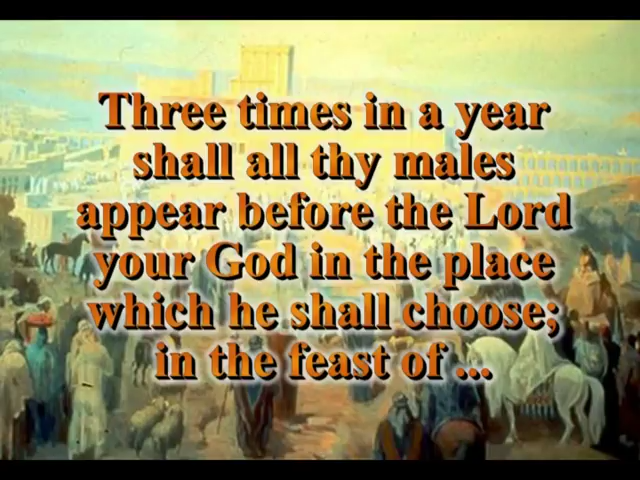 Three times in a year
shall all thy males
appear before the Lord
your God in the place
which he shall choose;
in the feast of ...